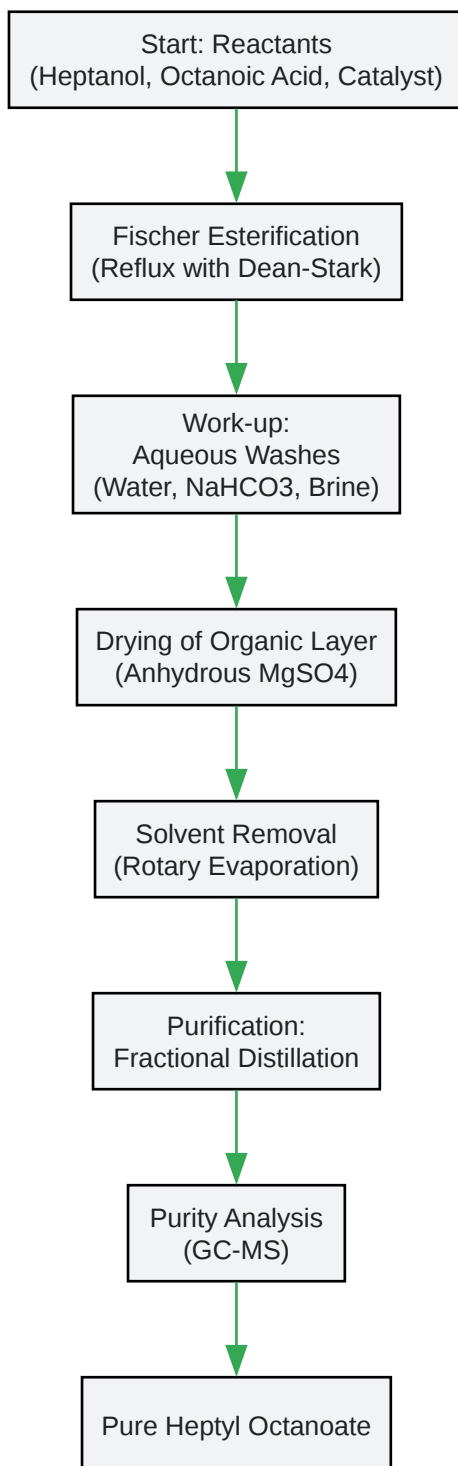 Start: Reactants
(Heptanol, Octanoic Acid, Catalyst)
Fischer Esterification
(Reflux with Dean-Stark)
Work-up:
Aqueous Washes
(Water, NaHCO3, Brine)
Drying of Organic Layer
(Anhydrous MgSO4)
Solvent Removal
(Rotary Evaporation)
Purification:
Fractional Distillation
Purity Analysis
(GC-MS)
Pure Heptyl Octanoate